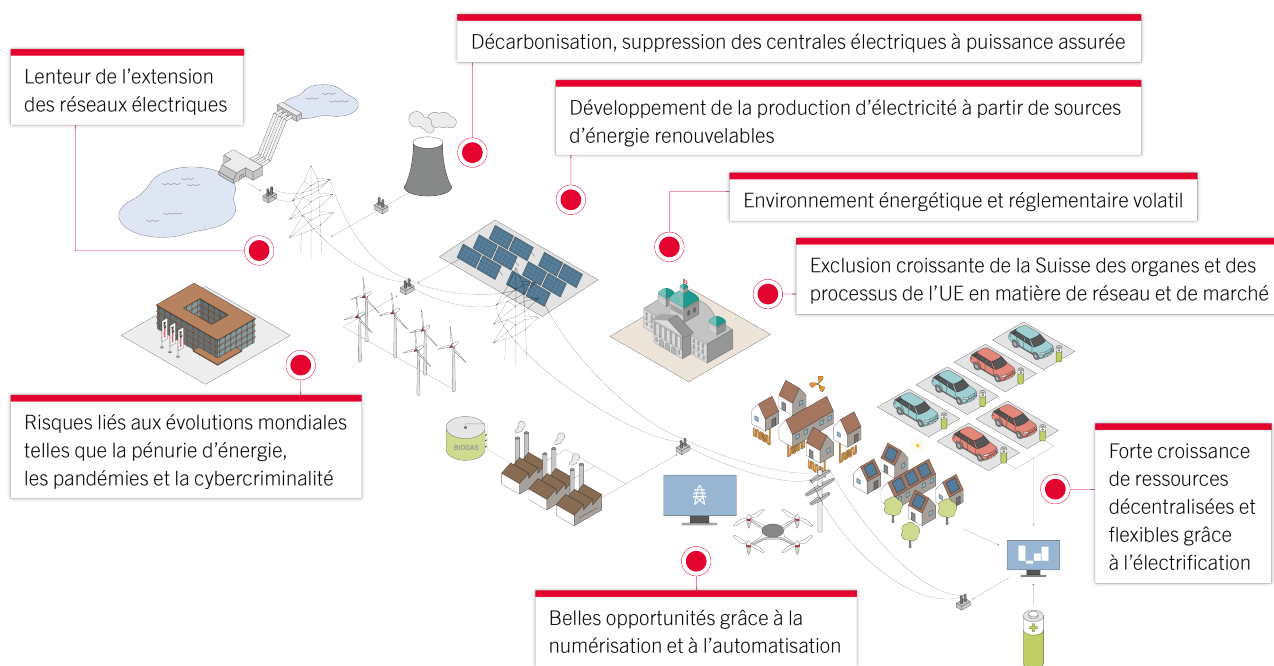 Décarbonisation, suppression des centrales électriques à puissance assurée
Lenteur de l’extension
des réseaux électriques
Développement de la production d’électricité à partir de sources
d’énergie renouvelables
Environnement énergétique et réglementaire volatil
Exclusion croissante de la Suisse des organes et des
processus de l’UE en matière de réseau et de marché
Risques liés aux évolutions mondiales
telles que la pénurie d’énergie,
les pandémies et la cybercriminalité
BIOGAS
Forte croissance
de ressources
décentralisées et
flexibles grâce
à l’électrification
Belles opportunités grâce à la
numérisation et à l’automatisation